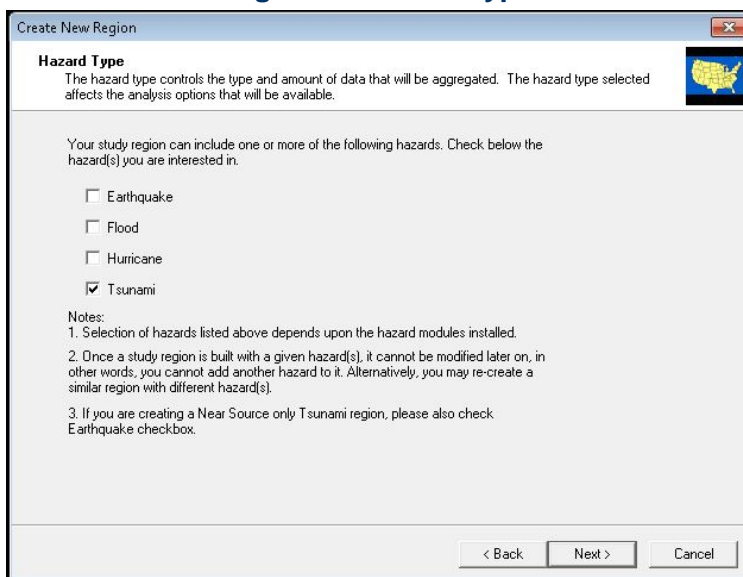 Create New Region
Hazard Type
The hazard type controls the type and amount of data that will be aggregated. The hazard type selected
affects the analysis options that will be available.
Your study region can include one or more of the following hazards. Check below the
hazard(s) you are interested in.
Earthquake
Flood
Hurricane
Tsunami
Notes:
1. Selection of hazards listed above depends upon the hazard modules installed.
2. Once a study region is built with a given hazard(s), it cannot be modified later on, in
other words, you cannot add another hazard to it. Alternatively, you may re-create a
similar region with different hazard(s).
3. If you are creating a Near Source only Tsunami region, please also check
Earthquake checkbox.
< Back
Next >
Cancel